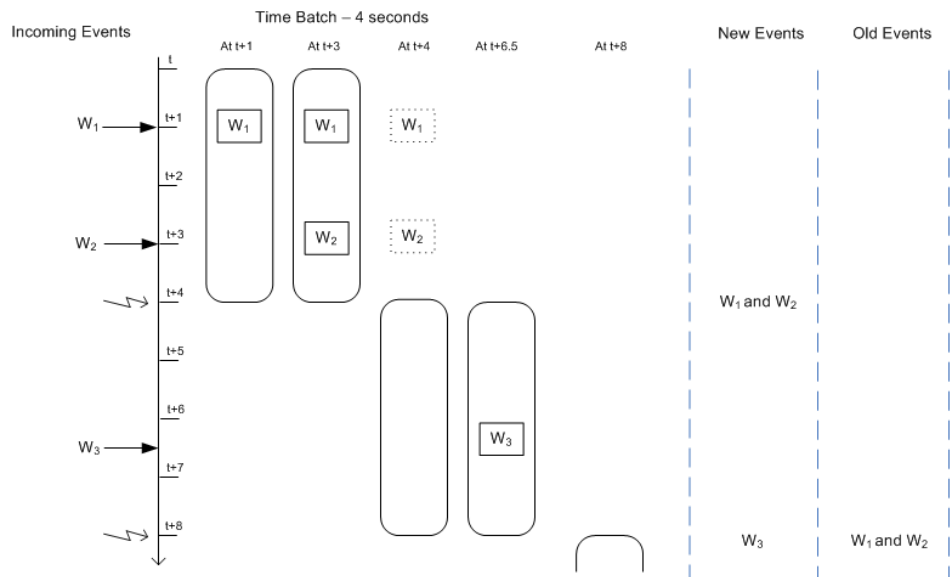 Time Batch – 4 seconds
Incoming Events
New Events
Old Events
At t+1
At t+3
At t+4
At t+6.5
At t+8
t
W₁
t+1
W₁
W₁
W₁
t+2
W₂
t+3
W₂
W₂
t+4
W₁ and W₂
t+5
t+6
W₃
W₃
t+7
t+8
W₃
W₁ and W₂